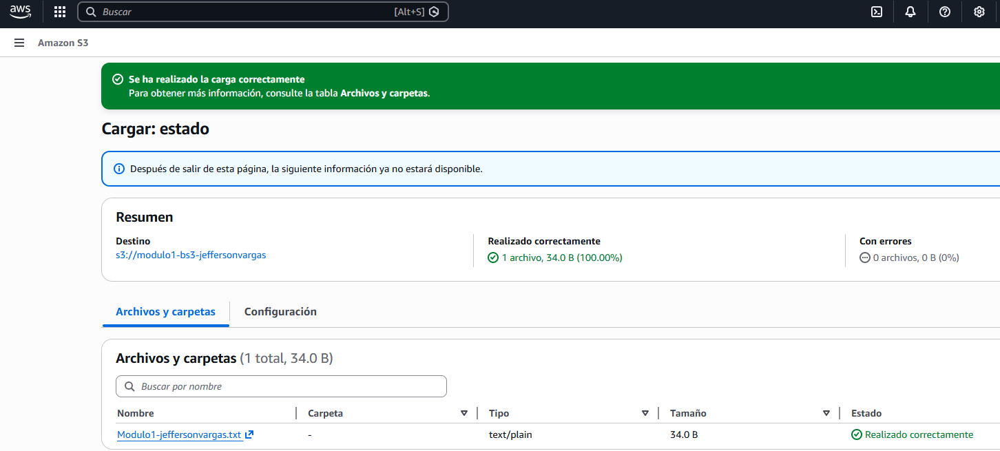 aws
Buscar [Alt+S]
Amazon S3
Se ha realizado la carga correctamente
Para obtener más información, consulte la tabla Archivos y carpetas.
Cargar: estado
Después de salir de esta página, la siguiente información ya no estará disponible.
Resumen
Destino
s3://modulo1-bs3-jeffersonvargas
Realizado correctamente
1 archivo, 34.0 B (100.00%)
Con errores
0 archivos, 0 B (0%)
Archivos y carpetas Configuración
Archivos y carpetas (1 total, 34.0 B)
Buscar por nombre
Nombre Carpeta Tipo Tamaño Estado
Modulo1-jeffersonvargas.txt - text/plain 34.0 B Realizado correctamente